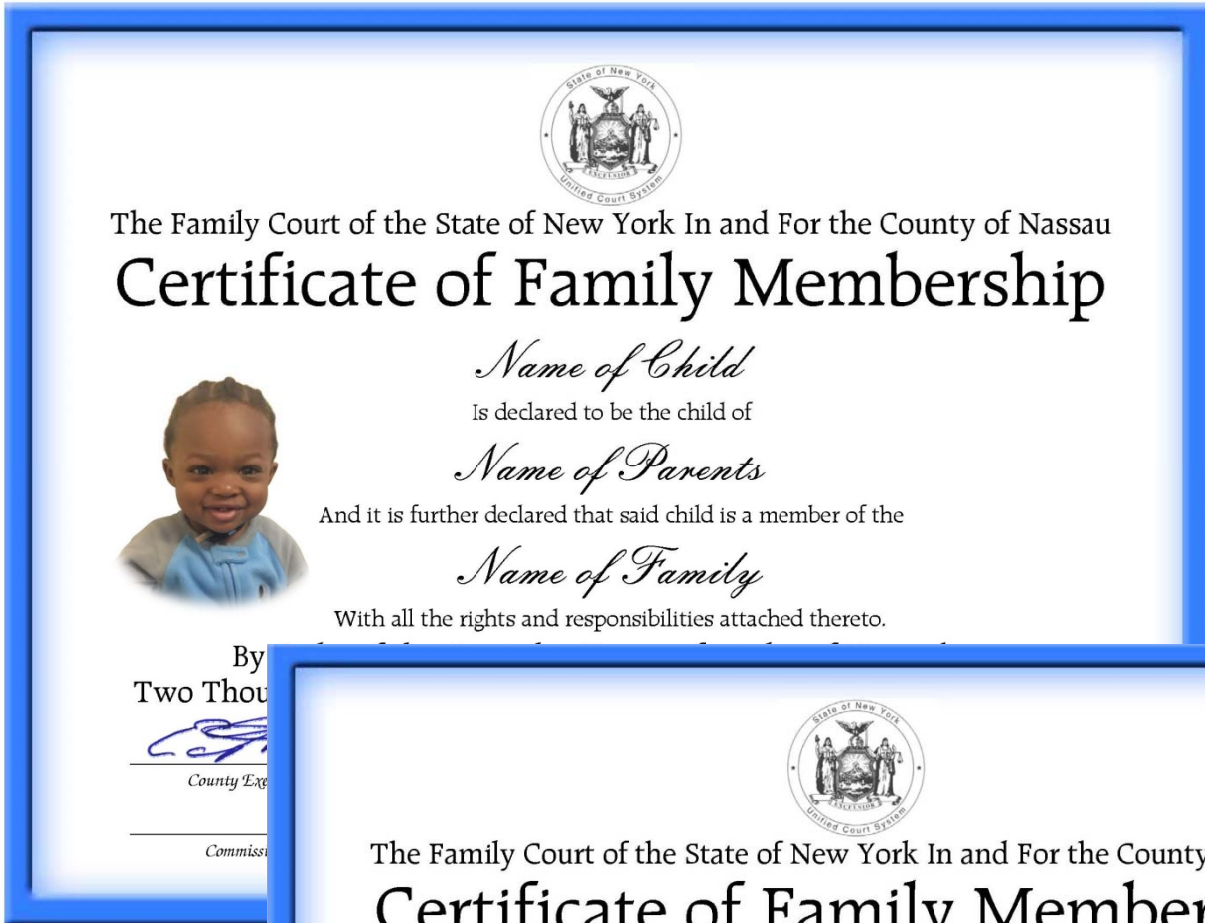 State of New York
EXCELSIOR
Unified Court System
The Family Court of the State of New York In and For the County of Nassau
Certificate of Family Membership
Name of Child
Is declared to be the child of
Name of Parents
And it is further declared that said child is a member of the
Name of Family
With all the rights and responsibilities attached thereto.
By
Two Thou
County Exe
Commissi
State of New York
EXCELSIOR
Unified Court System
The Family Court of the State of New York In and For the County
Certificate of Family Member